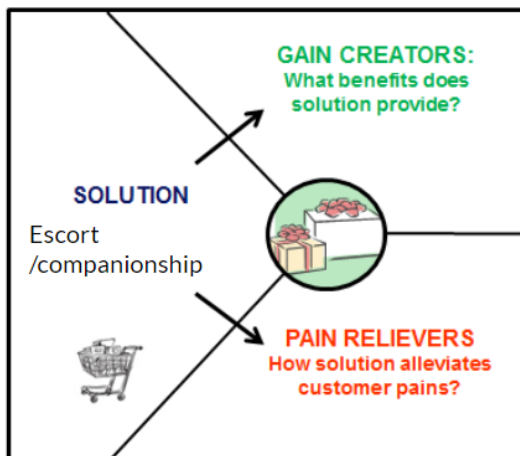 GAIN CREATORS:
What benefits does
solution provide?
SOLUTION
Escort
/companionship
PAIN RELIEVERS
How solution alleviates
customer pains?